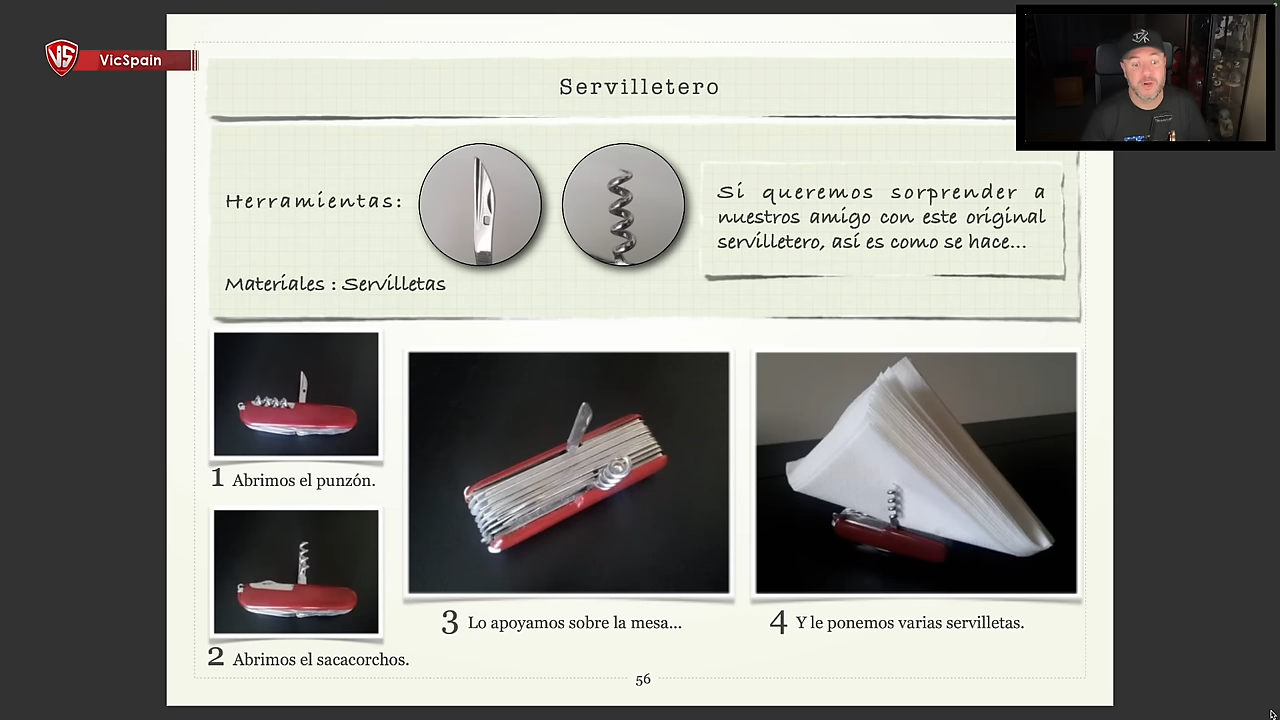 VS VicSpain
Servilletero
Herramientas:
Si queremos sorprender a
nuestros amigo con este original
servilletero, así es como se hace...
Materiales : Servilletas
1 Abrimos el punzón.
2 Abrimos el sacacorchos.
3 Lo apoyamos sobre la mesa...
4 Y le ponemos varias servilletas.
56